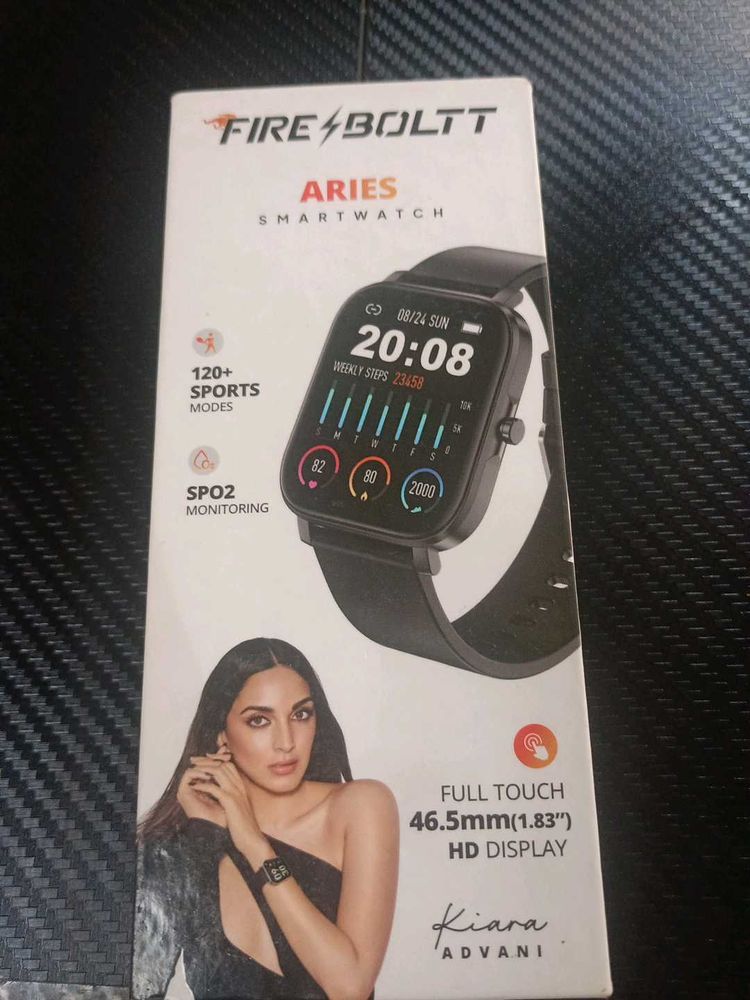 FIRE BOLTT
ARIES
SMARTWATCH
120+
SPORTS
MODES
SPO2
MONITORING
08/24 SUN
20:08
WEEKLY STEPS 23458
10K
5K
0
S M T W T F S
82
80
2000
FULL TOUCH
46.5mm(1.83”)
HD DISPLAY
Kiara
ADVANI